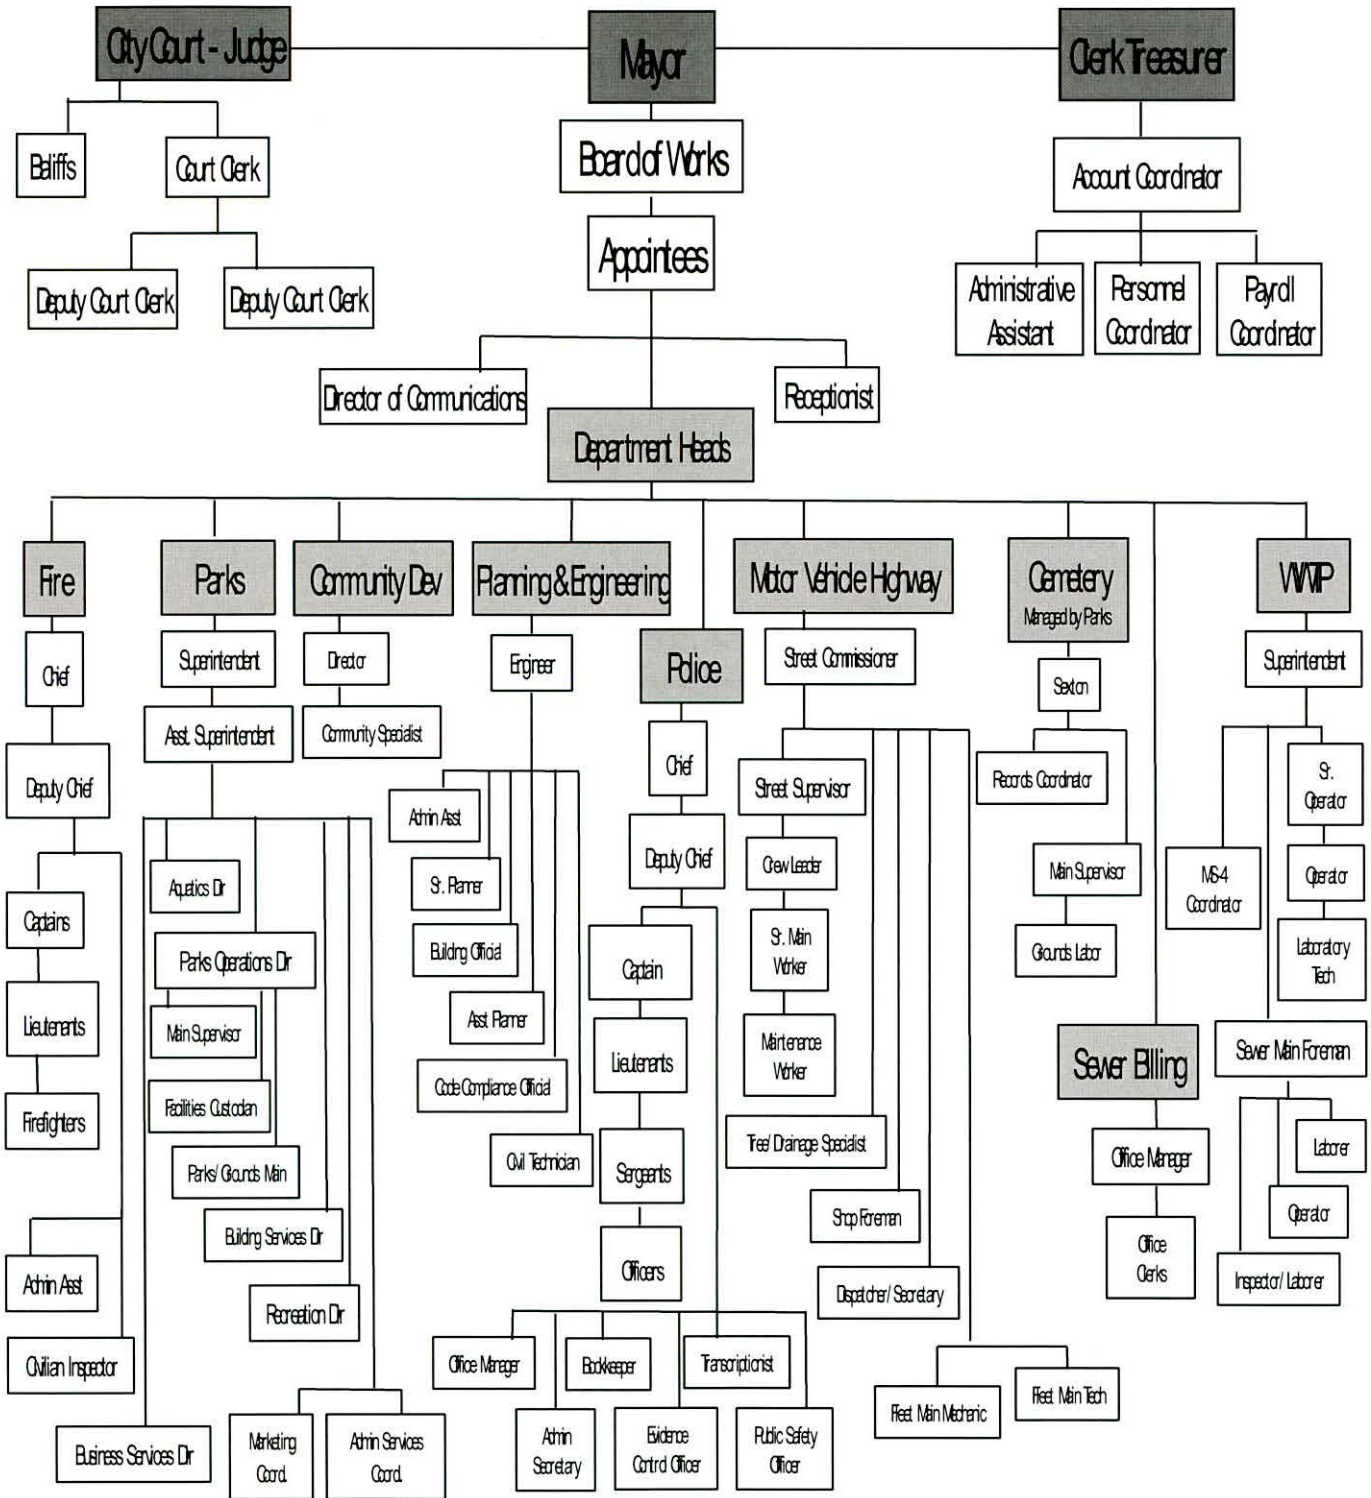 City Court - Judge
Mayor
Clerk Treasurer
Baliffs
Court Clerk
Board of Works
Account Coordinator
Deputy Court Clerk
Deputy Court Clerk
Appointees
Administrative
Assistant
Personnel
Coordinator
Payroll
Coordinator
Director of Communications
Receptionist
Department Heads
Fire
Chief
Deputy Chief
Captains
Lieutenants
Firefighters
Admin Asst
Civilian Inspector
Parks
Superintendent
Asst. Superintendent
Aquatics Dir
Parks Operations Dir
Main Supervisor
Facilities Custodian
Parks/ Grounds Main
Building Services Dir
Recreation Dir
Business Services Dir
Marketing
Coord.
Admin Services
Coord.
Community Dev
Director
Community Specialist
Planning & Engineering
Engineer
Admin Asst
Sr. Planner
Building Official
Asst Planner
Code Compliance Official
Civil Technician
Police
Chief
Deputy Chief
Captain
Lieutenants
Sergeants
Officers
Office Manager
Bookkeeper
Transcriptionist
Admin
Secretary
Evidence
Control Officer
Public Safety
Officer
Motor Vehicle Highway
Street Commissioner
Street Supervisor
Crew Leader
Sr. Main
Worker
Maintenance
Worker
Tree/ Drainage Specialist
Shop Foreman
Dispatcher/ Secretary
Fleet Main Mechanic
Fleet Main Tech
Cemetery
Managed by Parks
Sexton
Records Coordinator
Main Supervisor
Grounds Labor
Sewer Billing
Office Manager
Office
Clerks
WWTP
Superintendent
Sr.
Operator
MS-4
Coordinator
Operator
Laboratory
Tech
Sewer Main Foreman
Laborer
Operator
Inspector/ Laborer